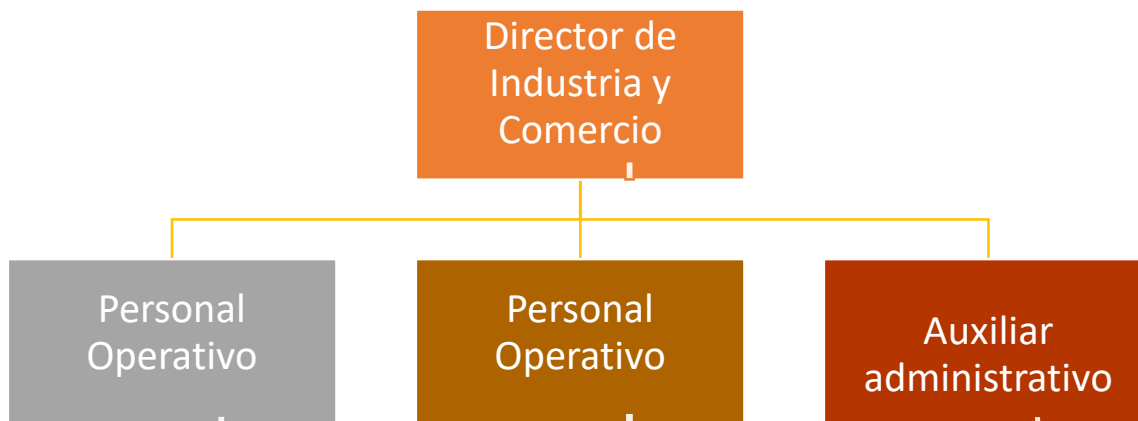 Director de
Industria y
Comercio
Personal
Operativo
Personal
Operativo
Auxiliar
administrativo